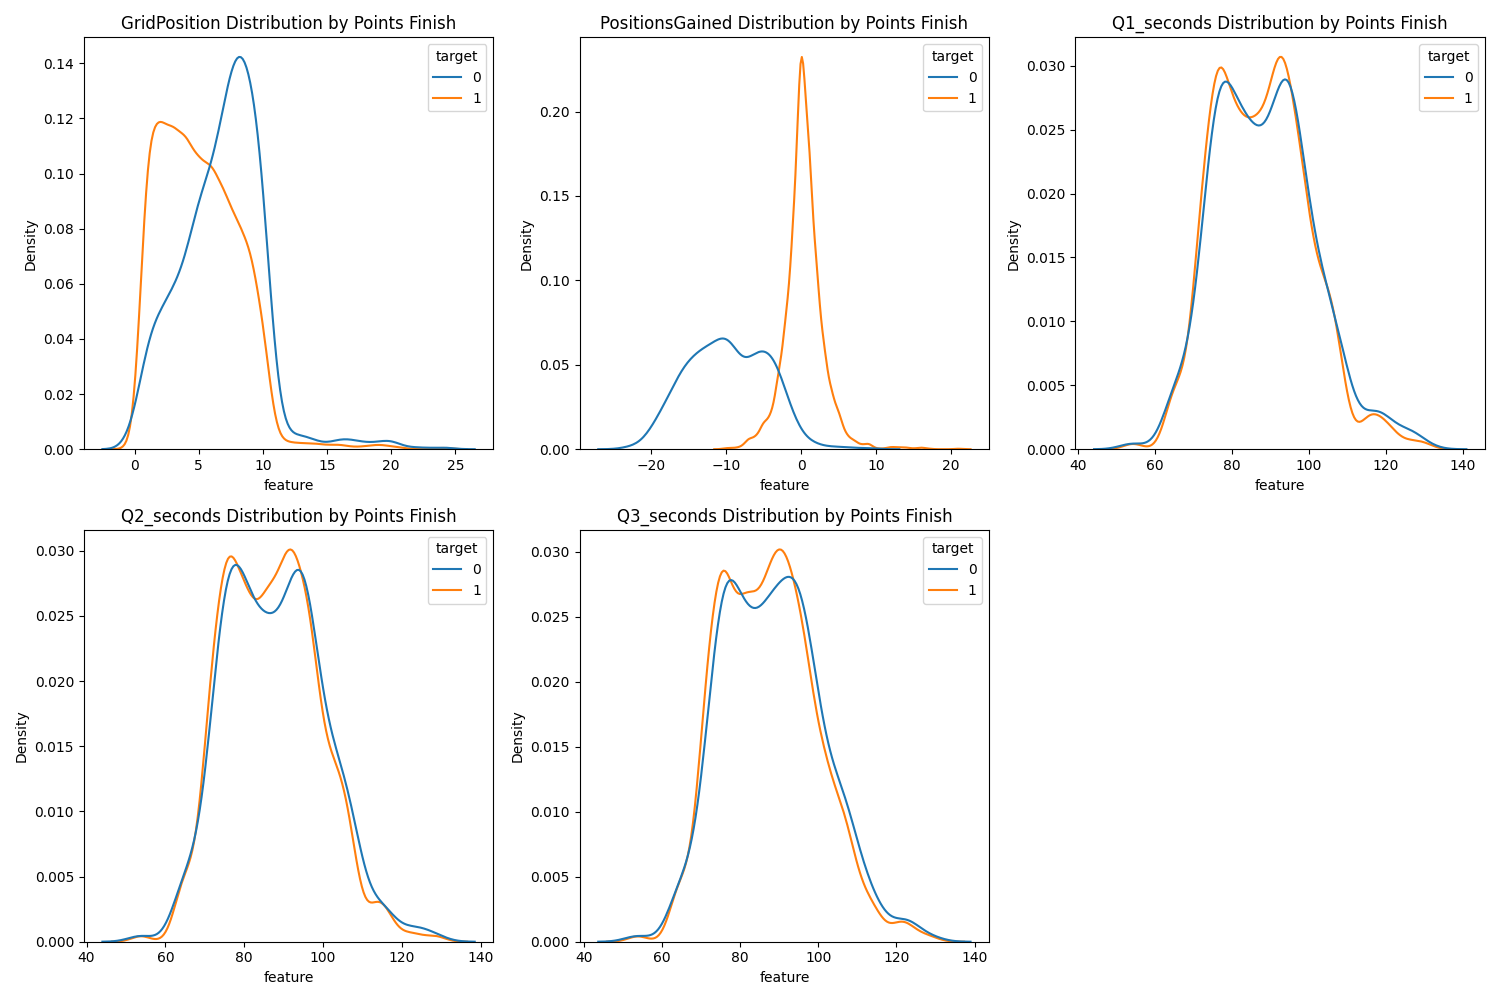 GridPosition Distribution by Points Finish
target
0
1
0.14
0.12
0.10
0.08
0.06
0.04
0.02
0.00
Density
0 5 10 15 20 25
feature
PositionsGained Distribution by Points Finish
target
0
1
0.20
0.15
0.10
0.05
0.00
Density
−20 −10 0 10 20
feature
Q1_seconds Distribution by Points Finish
target
0
1
0.030
0.025
0.020
0.015
0.010
0.005
0.000
Density
40 60 80 100 120 140
feature
Q2_seconds Distribution by Points Finish
target
0
1
0.030
0.025
0.020
0.015
0.010
0.005
0.000
Density
40 60 80 100 120 140
feature
Q3_seconds Distribution by Points Finish
target
0
1
0.030
0.025
0.020
0.015
0.010
0.005
0.000
Density
40 60 80 100 120 140
feature